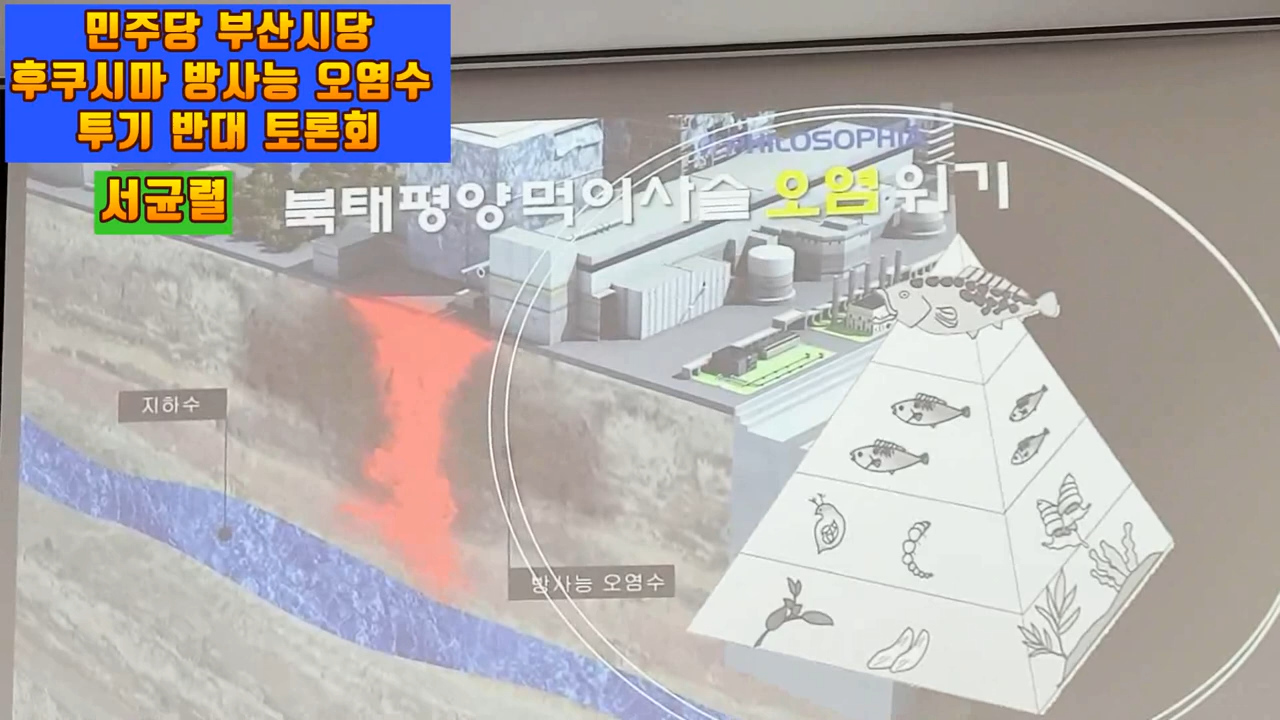 민주당 부산시당
후쿠시마 방사능 오염수
투기 반대 토론회
서균렬
PHILOSOPHIA
북태평양 먹이사슬 오염 위기
지하수
방사능 오염수